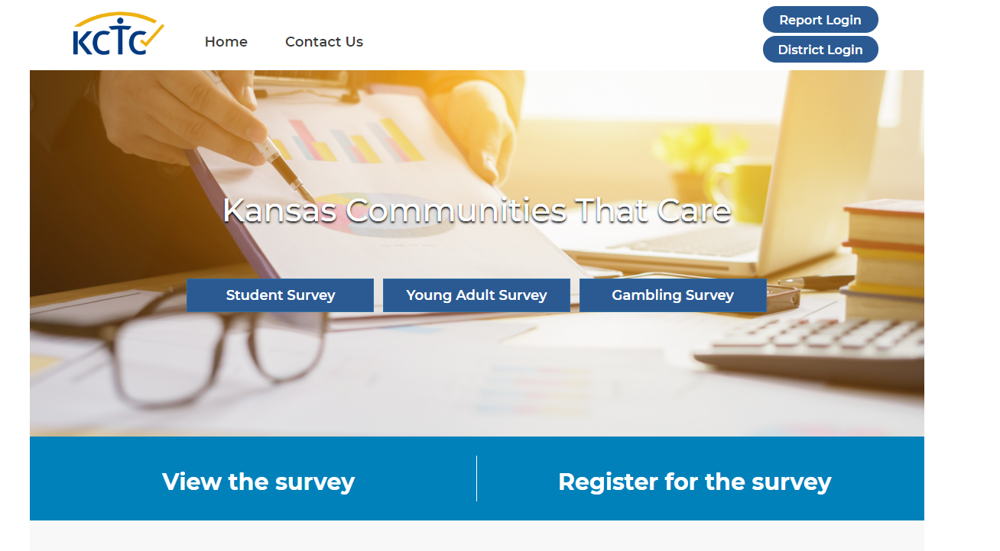 KCTC
Home
Contact Us
Report Login
District Login
Kansas Communities That Care
Student Survey
Young Adult Survey
Gambling Survey
View the survey
Register for the survey